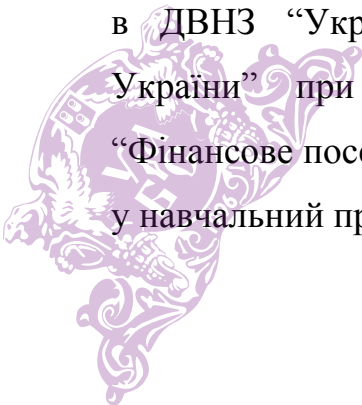 в ДВНЗ “Укр
України” при
“Фінансове посе
у навчальний пр